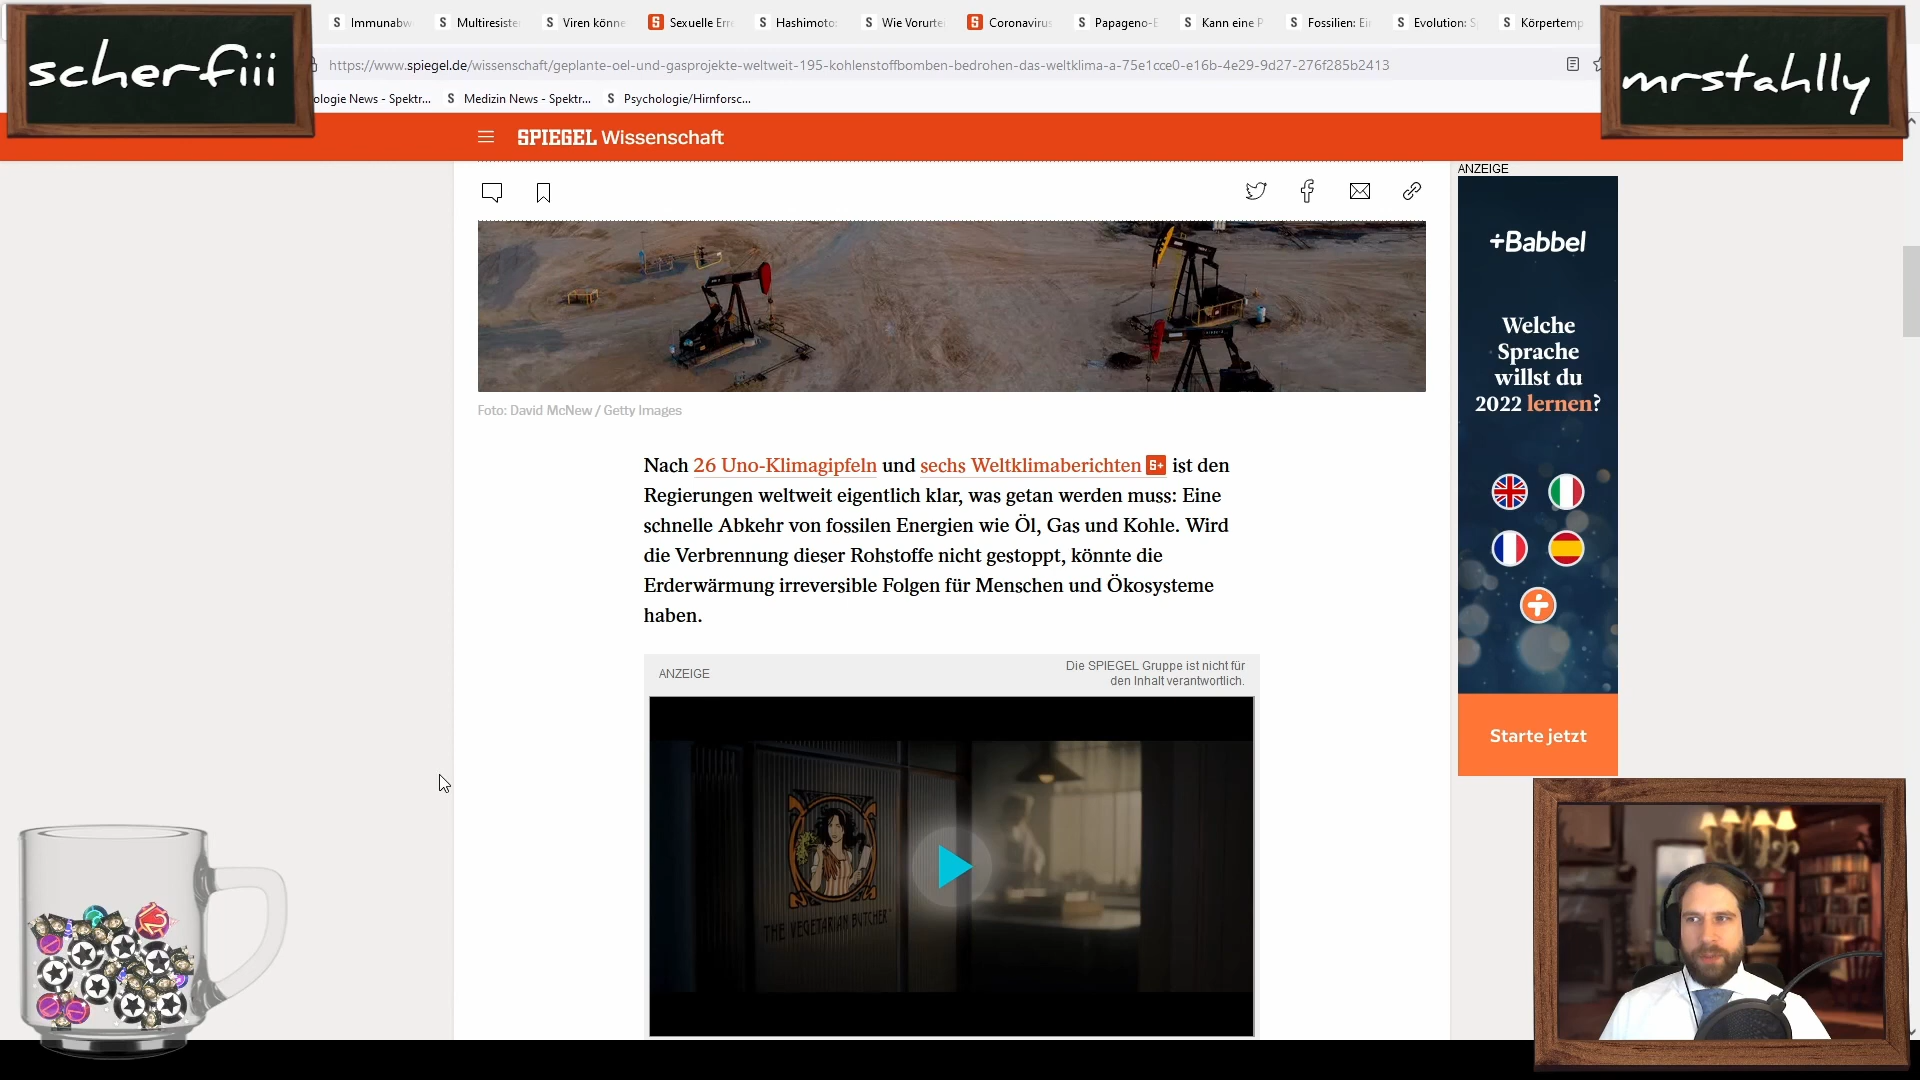 scherfiii
mrstahlly
Immunabw
Multiresiste
Viren könne
Sexuelle Erre
Hashimoto:
Wie Vorurtei
Coronavirus
Papageno-E
Kann eine P
Fossilien: Ei
Evolution: S
Körpertemp
https://www.spiegel.de/wissenschaft/geplante-oel-und-gasprojekte-weltweit-195-kohlenstoffbomben-bedrohen-das-weltklima-a-75e1cce0-e16b-4e29-9d27-276f285b2413
ologie News - Spektr...
Medizin News - Spektr...
Psychologie/Hirnforsc...
SPIEGEL Wissenschaft
Foto: David McNew / Getty Images
Nach 26 Uno-Klimagipfeln und sechs Weltklimaberichten S+ ist den
Regierungen weltweit eigentlich klar, was getan werden muss: Eine
schnelle Abkehr von fossilen Energien wie Öl, Gas und Kohle. Wird
die Verbrennung dieser Rohstoffe nicht gestoppt, könnte die
Erderwärmung irreversible Folgen für Menschen und Ökosysteme
haben.
ANZEIGE
Die SPIEGEL Gruppe ist nicht für
den Inhalt verantwortlich.
THE VEGETARIAN BUTCHER
ANZEIGE
+Babbel
Welche
Sprache
willst du
2022 lernen?
Starte jetzt